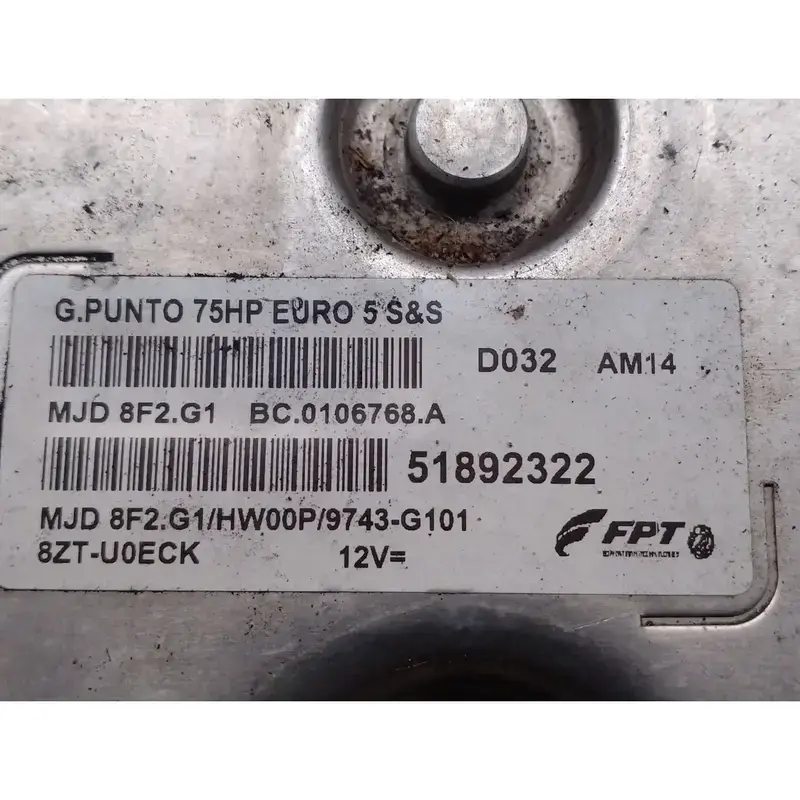 G.PUNTO 75HP EURO 5 S&S
D032 AM14
MJD 8F2.G1 BC.0106768.A
51892322
MJD 8F2.G1/HW00P/9743-G101
8ZT-U0ECK 12V=
FPT